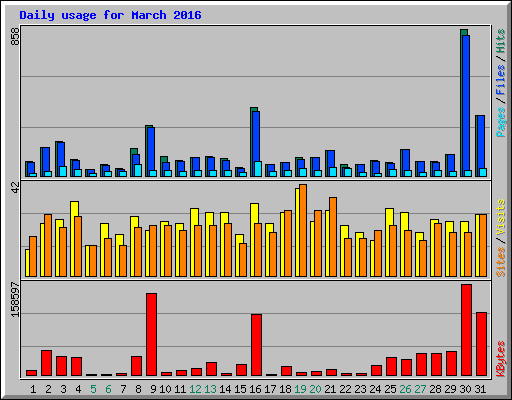 Daily usage for March 2016
858
Pages / Files / Hits
42
Sites / Visits
158597
KBytes
1 2 3 4 5 6 7 8 9 10 11 12 13 14 15 16 17 18 19 20 21 22 23 24 25 26 27 28 29 30 31